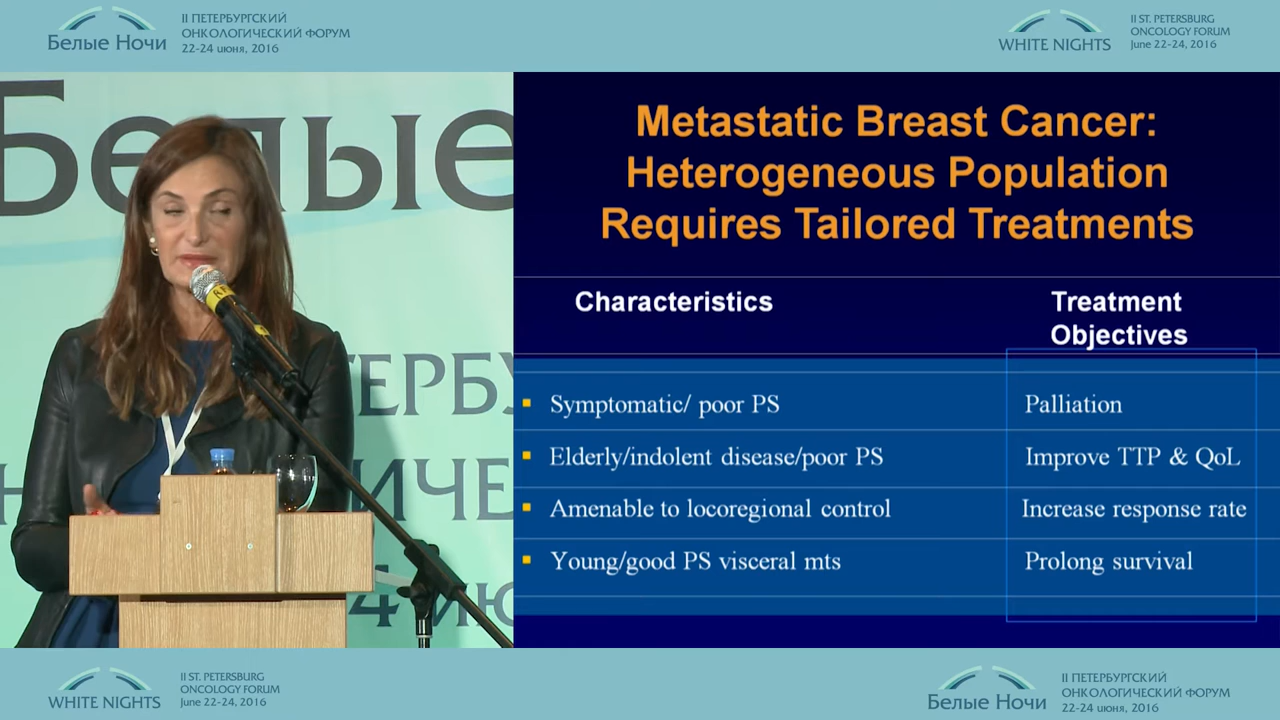 Белые Ночи
II ПЕТЕРБУРГСКИЙ
ОНКОЛОГИЧЕСКИЙ ФОРУМ
22-24 июня, 2016
WHITE NIGHTS
II ST. PETERSBURG
ONCOLOGY FORUM
June 22-24, 2016
Белые
Metastatic Breast Cancer:
Heterogeneous Population
Requires Tailored Treatments
Characteristics
Treatment
Objectives
Symptomatic/ poor PS
Palliation
Elderly/indolent disease/poor PS
Improve TTP & QoL
Amenable to locoregional control
Increase response rate
Young/good PS visceral mts
Prolong survival
WHITE NIGHTS
II ST. PETERSBURG
ONCOLOGY FORUM
June 22-24, 2016
Белые Ночи
II ПЕТЕРБУРГСКИЙ
ОНКОЛОГИЧЕСКИЙ ФОРУМ
22-24 июня, 2016